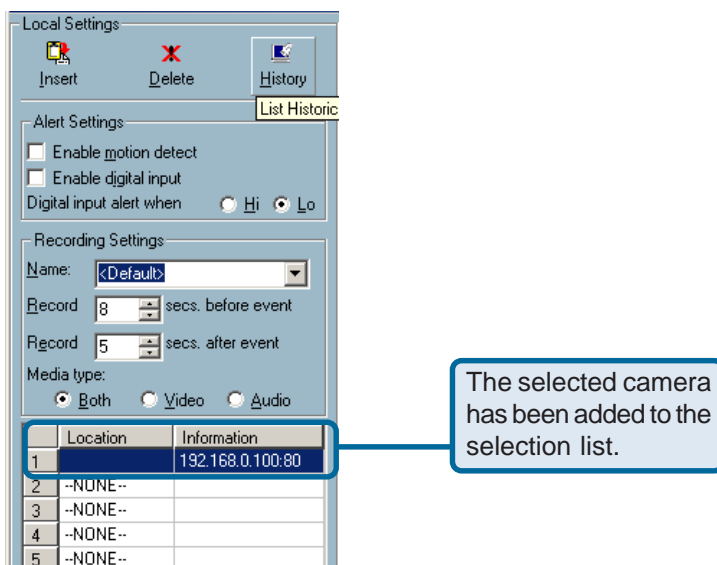 Local Settings
Insert Delete History
List Historic
Alert Settings
Enable motion detect
Enable digital input
Digital input alert when Hi Lo
Recording Settings
Name: <Default>
Record 8 secs. before event
Record 5 secs. after event
Media type:
Both Video Audio
Location Information
1 192.168.0.100:80
2 --NONE--
3 --NONE--
4 --NONE--
5 --NONE--
The selected camera
has been added to the
selection list.